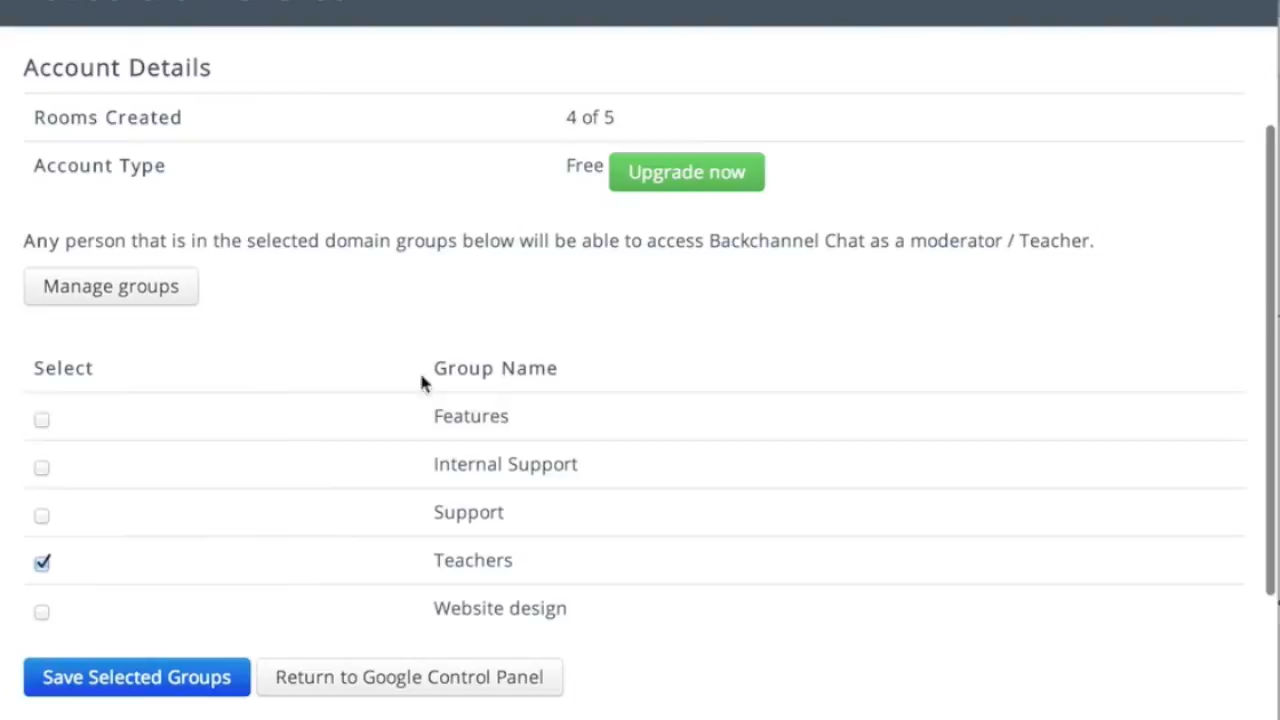 Account Details
Rooms Created 4 of 5
Account Type Free Upgrade now
Any person that is in the selected domain groups below will be able to access Backchannel Chat as a moderator / Teacher.
Manage groups
Select Group Name
Features
Internal Support
Support
Teachers
Website design
Save Selected Groups Return to Google Control Panel